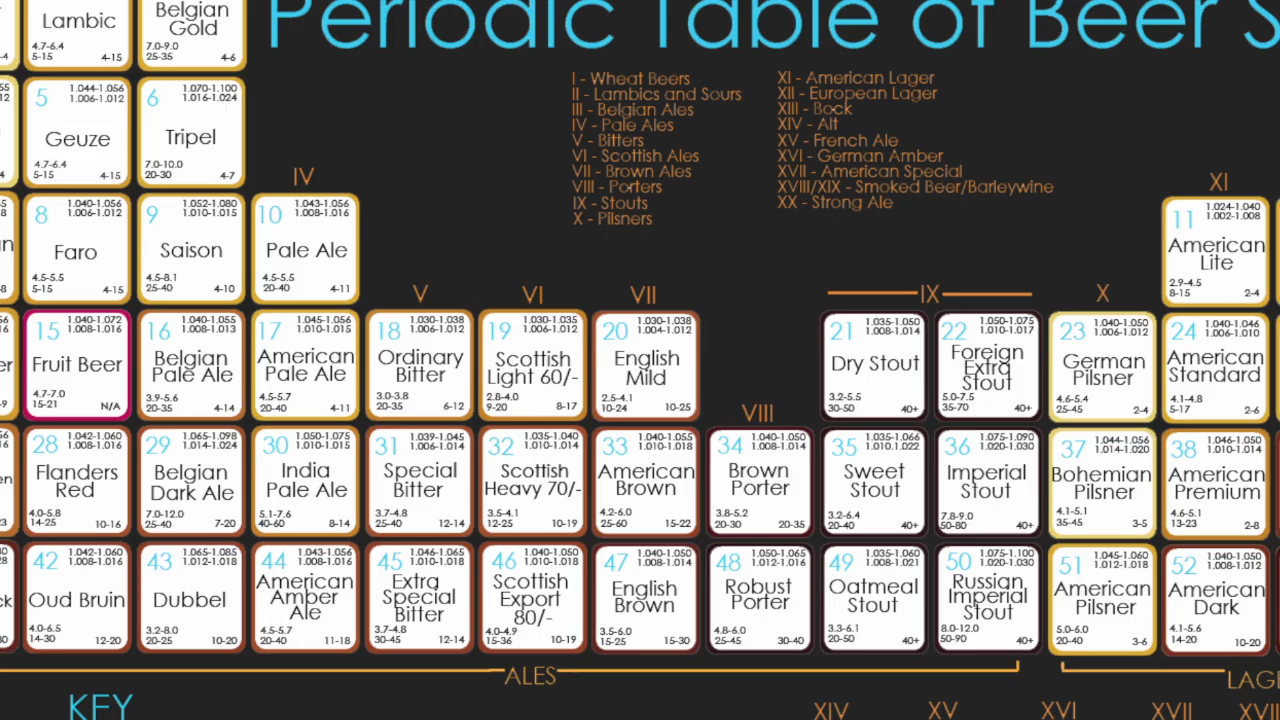 Periodic Table of Beer S
Lambic
4.7-6.4
5-15 4-15
Belgian
Gold
7.0-9.0
25-35 4-6
I - Wheat Beers
II - Lambics and Sours
III - Belgian Ales
IV - Pale Ales
V - Bitters
VI - Scottish Ales
VII - Brown Ales
VIII - Porters
IX - Stouts
X - Pilsners
XI - American Lager
XII - European Lager
XIII - Bock
XIV - Alt
XV - French Ale
XVI - German Amber
XVII - American Special
XVIII/XIX - Smoked Beer/Barleywine
XX - Strong Ale
5 1.044-1.056
1.006-1.012
Geuze
4.7-6.4
5-15 4-15
6 1.070-1.100
1.016-1.024
Tripel
7.0-10.0
20-30 4-7
IV
XI
8 1.040-1.056
1.006-1.012
Faro
4.5-5.5
5-15 4-15
9 1.052-1.080
1.010-1.015
Saison
4.5-8.1
25-40 4-10
10 1.043-1.056
1.008-1.016
Pale Ale
4.5-5.5
20-40 4-11
11 1.024-1.040
1.002-1.008
American
Lite
2.9-4.5
8-15 2-4
V
VI
VII
IX
X
15 1.040-1.072
1.008-1.016
Fruit Beer
4.7-7.0
15-21 N/A
16 1.040-1.055
1.008-1.013
Belgian
Pale Ale
3.9-5.6
20-35 4-14
17 1.045-1.056
1.010-1.015
American
Pale Ale
4.5-5.7
20-40 4-11
18 1.030-1.038
1.006-1.012
Ordinary
Bitter
3.0-3.8
20-35 6-12
19 1.030-1.035
1.006-1.012
Scottish
Light 60/-
2.8-4.0
9-20 8-17
20 1.030-1.038
1.004-1.012
English
Mild
2.5-4.1
10-24 10-25
21 1.035-1.050
1.008-1.014
Dry Stout
3.2-5.5
30-50 40+
22 1.050-1.075
1.010-1.017
Foreign
Extra
Stout
5.0-7.5
35-70 40+
23 1.040-1.050
1.006-1.012
German
Pilsner
4.6-5.4
25-45 2-4
24 1.040-1.046
1.006-1.010
American
Standard
4.1-4.8
5-17 2-6
VIII
28 1.042-1.060
1.008-1.016
Flanders
Red
4.0-5.8
14-25 10-16
29 1.065-1.098
1.014-1.024
Belgian
Dark Ale
7.0-12.0
25-40 7-20
30 1.050-1.075
1.010-1.015
India
Pale Ale
5.1-7.6
40-60 8-14
31 1.039-1.045
1.006-1.014
Special
Bitter
3.7-4.8
25-40 12-14
32 1.035-1.040
1.010-1.014
Scottish
Heavy 70/-
3.5-4.1
12-25 10-19
33 1.040-1.055
1.010-1.018
American
Brown
4.2-6.0
25-60 15-22
34 1.040-1.050
1.008-1.014
Brown
Porter
3.8-5.2
20-30 20-35
35 1.035-1.066
1.010.1.022
Sweet
Stout
3.2-6.4
20-40 40+
36 1.075-1.090
1.020-1.030
Imperial
Stout
7.8-9.0
50-80 40+
37 1.044-1.056
1.014-1.020
Bohemian
Pilsner
4.1-5.1
35-45 3-5
38 1.046-1.050
1.010-1.014
American
Premium
4.6-5.1
13-23 2-8
42 1.042-1.060
1.008-1.016
Oud Bruin
4.0-6.5
14-30 12-20
43 1.065-1.085
1.012-1.018
Dubbel
3.2-8.0
20-25 10-20
44 1.043-1.056
1.008-1.016
American
Amber
Ale
4.5-5.7
20-40 11-18
45 1.046-1.065
1.010-1.018
Extra
Special
Bitter
3.7-4.8
30-45 12-14
46 1.040-1.050
1.010-1.018
Scottish
Export
80/-
4.0-4.9
15-36 10-19
47 1.040-1.050
1.008-1.014
English
Brown
3.5-6.0
15-25 15-30
48 1.050-1.065
1.012-1.016
Robust
Porter
4.8-6.0
25-45 30-40
49 1.035-1.060
1.008-1.021
Oatmeal
Stout
3.3-6.1
20-50 40+
50 1.075-1.100
1.020-1.030
Russian
Imperial
Stout
8.0-12.0
50-90 40+
51 1.045-1.060
1.012-1.018
American
Pilsner
5.0-6.0
20-40 3-6
52 1.040-1.050
1.008-1.012
American
Dark
4.1-5.6
14-20 10-20
ALES
LAGE
KEY
XIV
XV
XVI
XVII